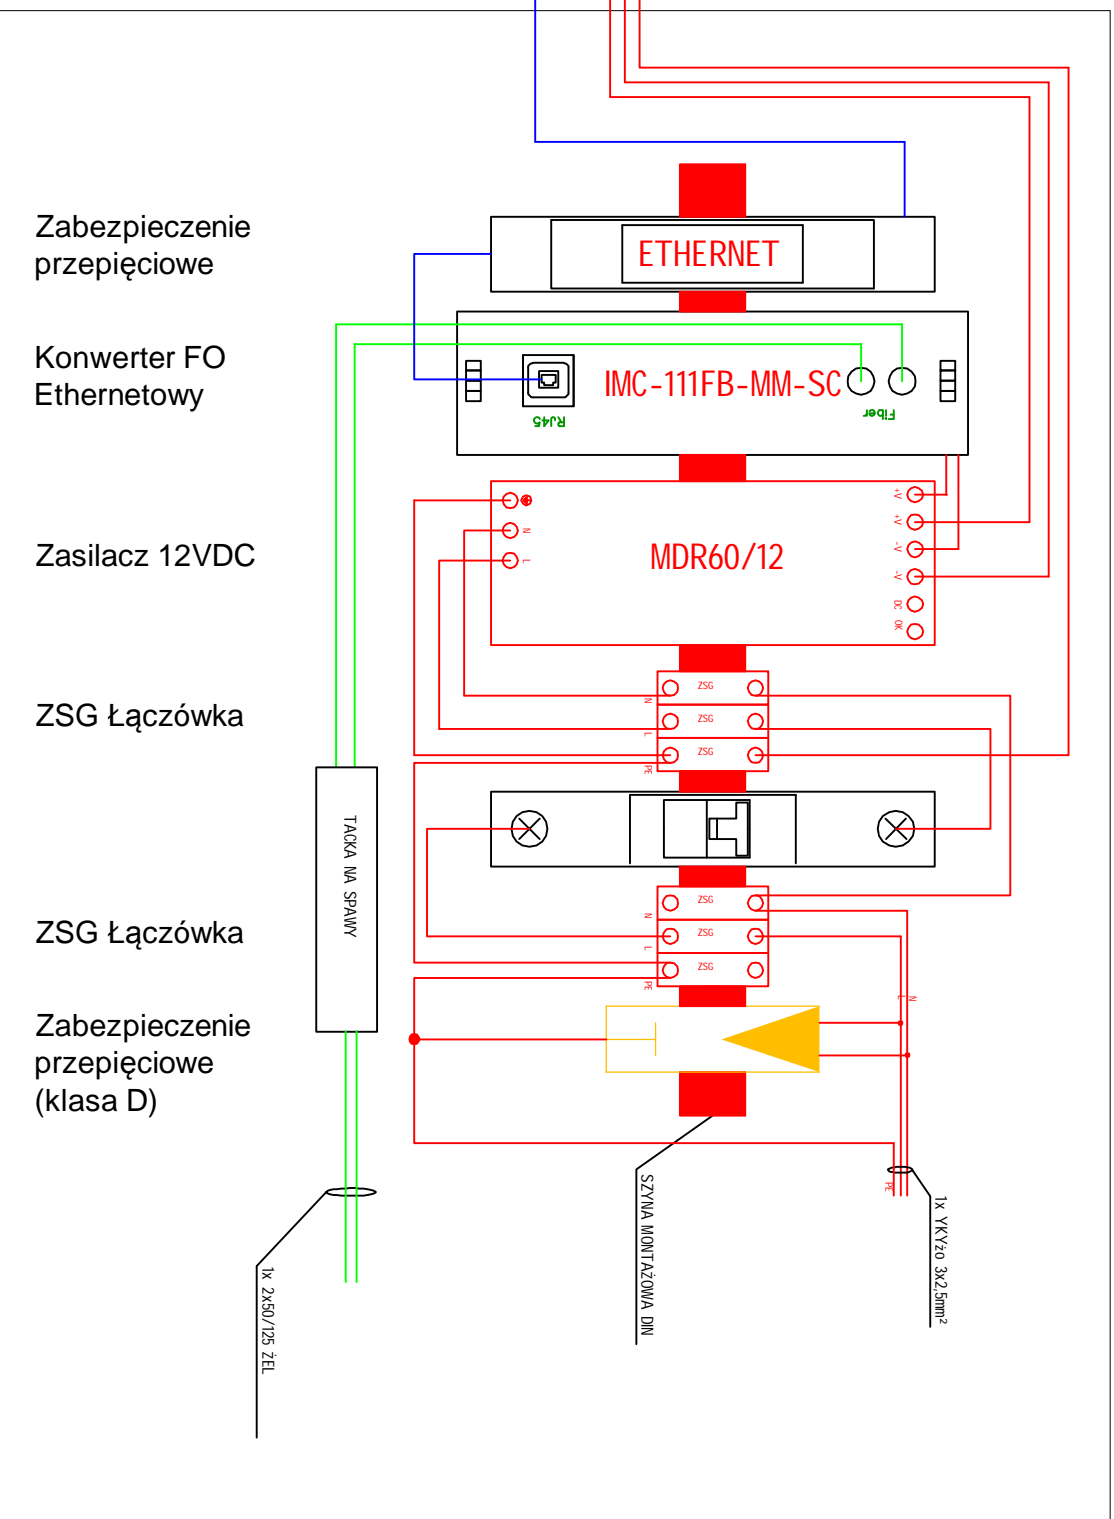 Zabezpieczenie
przepięciowe
ETHERNET
Konwerter FO
Ethernetowy
IMC-111FB-MM-SC
RJ45
Fiber
Zasilacz 12VDC
MDR60/12
N
L
+V
+V
-V
-V
DC
OK
ZSG Łączówka
ZSG
ZSG
ZSG
N
L
PE
TACKA NA SPAWY
ZSG Łączówka
ZSG
ZSG
ZSG
N
L
PE
L
N
Zabezpieczenie
przepięciowe
(klasa D)
PE
SZYNA MONTAŻOWA DIN
1x YKYżo 3x2,5mm²
1x 2x50/125 ŻEL